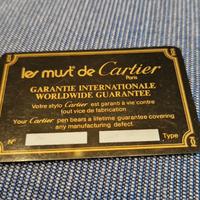 les must de Cartier
Paris
GARANTIE INTERNATIONALE
WORLDWIDE GUARANTEE
Votre stylo Cartier est garanti à vie contre
tout vice de fabrication
Your Cartier pen bears a lifetime guarantee covering
any manufacturing defect.
N° Type